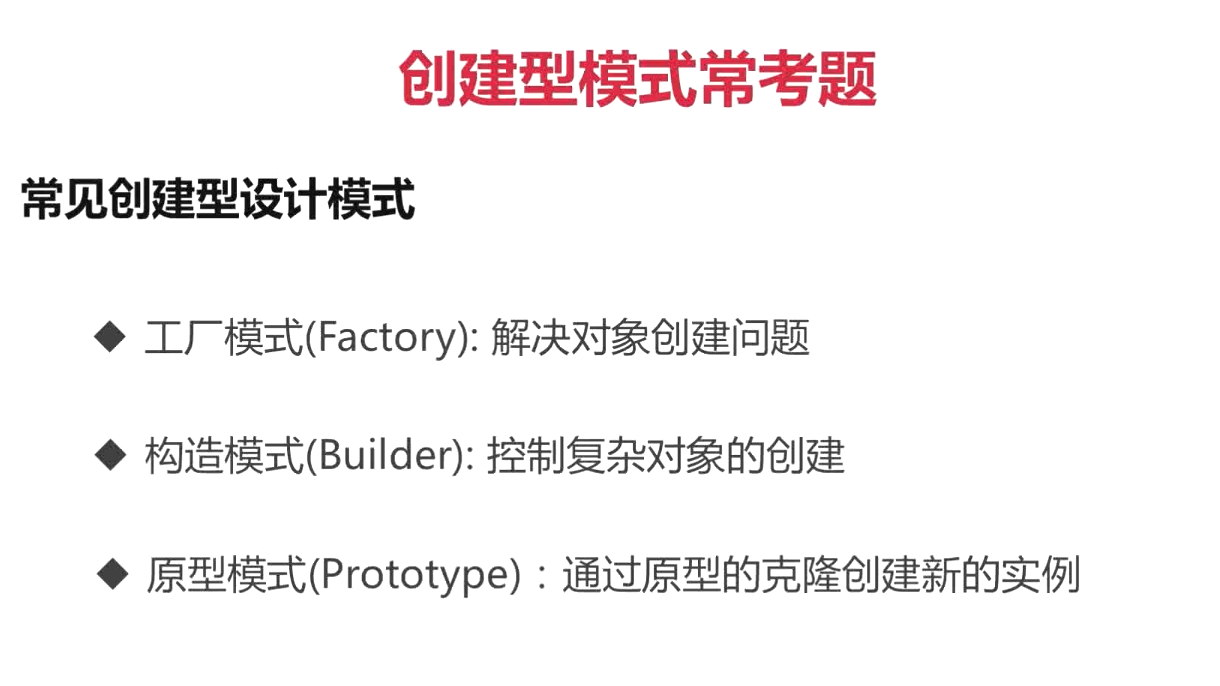 创建型模式常考题
常见创建型设计模式
◆ 工厂模式(Factory): 解决对象创建问题
◆ 构造模式(Builder): 控制复杂对象的创建
◆ 原型模式(Prototype)：通过原型的克隆创建新的实例